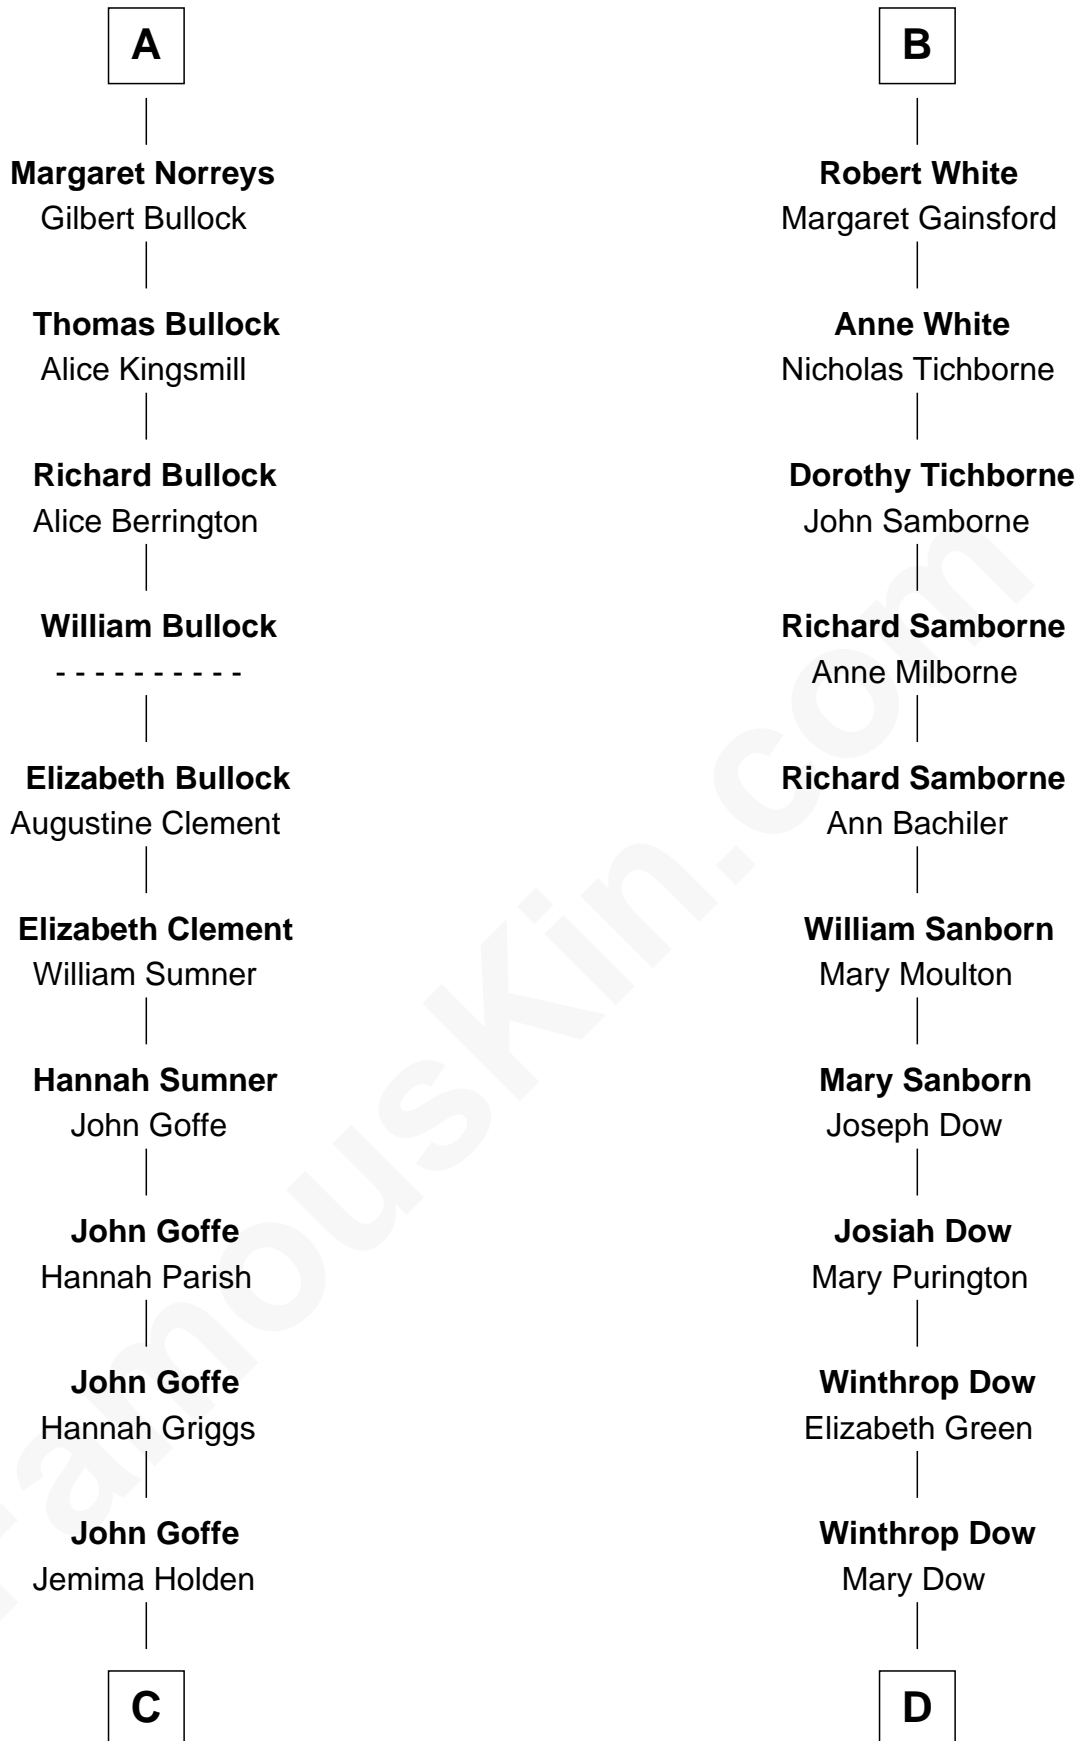 A
Margaret Norreys
Gilbert Bullock
Thomas Bullock
Alice Kingsmill
Richard Bullock
Alice Berrington
William Bullock
- - - - - - - - - -
Elizabeth Bullock
Augustine Clement
Elizabeth Clement
William Sumner
Hannah Sumner
John Goffe
John Goffe
Hannah Parish
John Goffe
Hannah Griggs
John Goffe
Jemima Holden
C
B
Robert White
Margaret Gainsford
Anne White
Nicholas Tichborne
Dorothy Tichborne
John Samborne
Richard Samborne
Anne Milborne
Richard Samborne
Ann Bachiler
William Sanborn
Mary Moulton
Mary Sanborn
Joseph Dow
Josiah Dow
Mary Purington
Winthrop Dow
Elizabeth Green
Winthrop Dow
Mary Dow
D
FamousKin.com